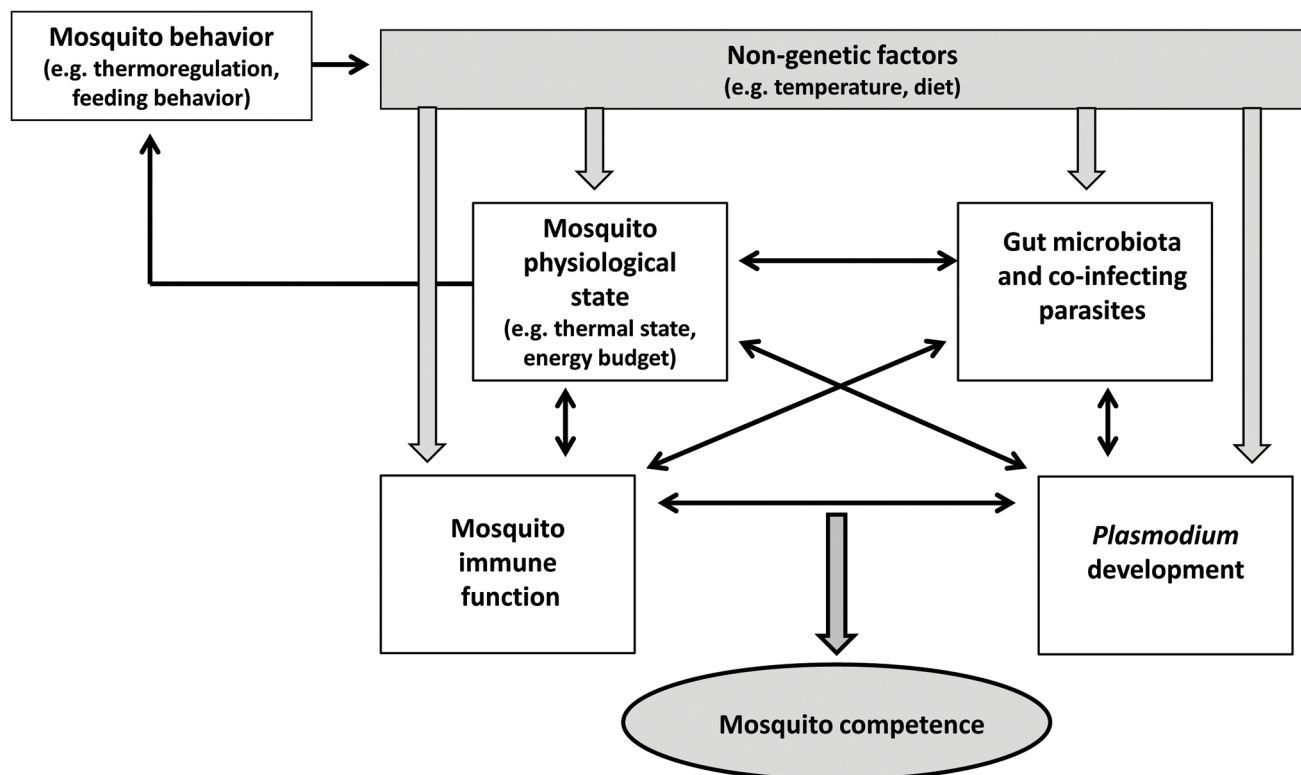 Mosquito behavior
(e.g. thermoregulation,
feeding behavior)
Non-genetic factors
(e.g. temperature, diet)
Mosquito
physiological
state
(e.g. thermal state,
energy budget)
Gut microbiota
and co-infecting
parasites
Mosquito
immune
function
Plasmodium
development
Mosquito competence